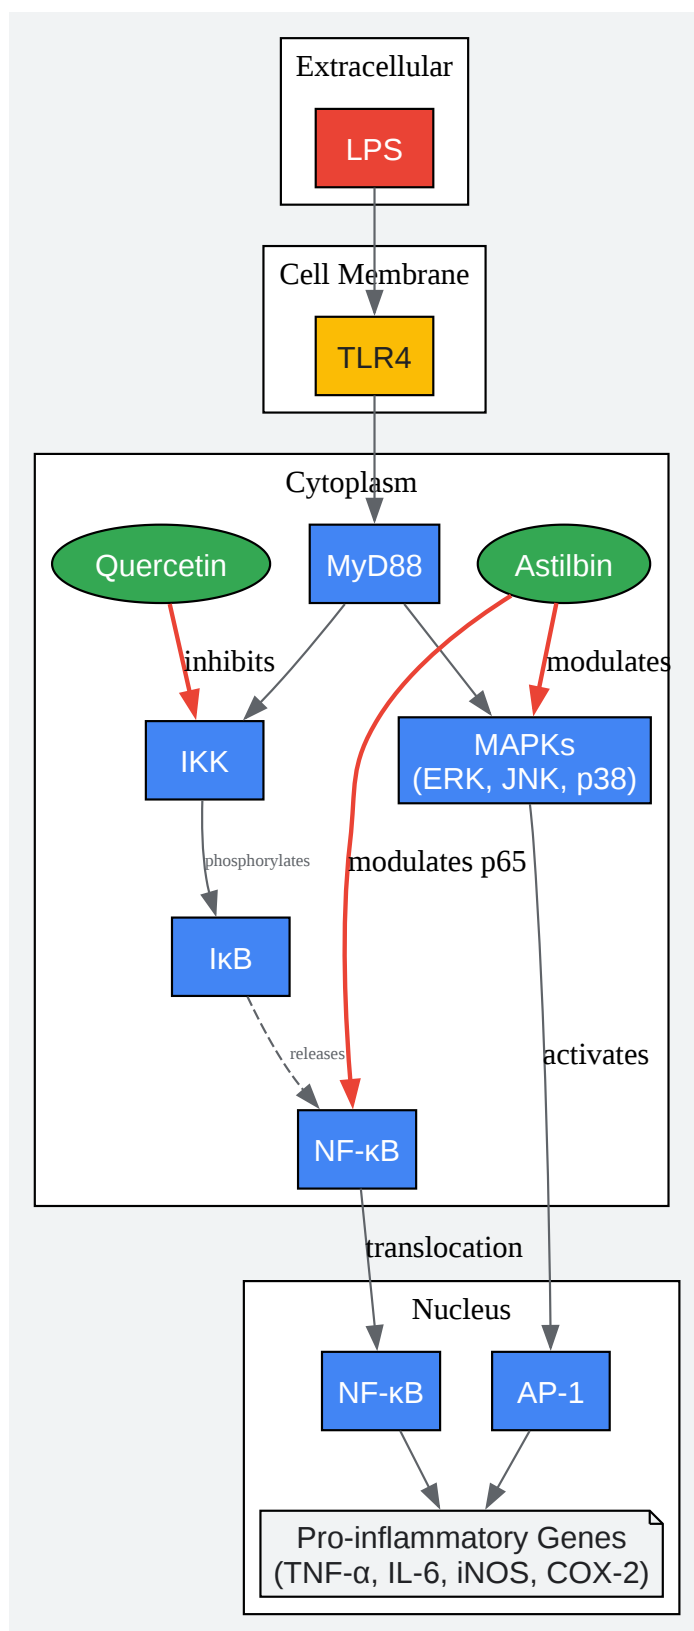 Extracellular
LPS
Cell Membrane
TLR4
Cytoplasm
Quercetin
MyD88
Astilbin
inhibits
modulates
IKK
MAPKs
(ERK, JNK, p38)
phosphorylates
modulates p65
IκB
releases
activates
NF-κB
translocation
Nucleus
NF-κB
AP-1
Pro-inflammatory Genes
(TNF-α, IL-6, iNOS, COX-2)